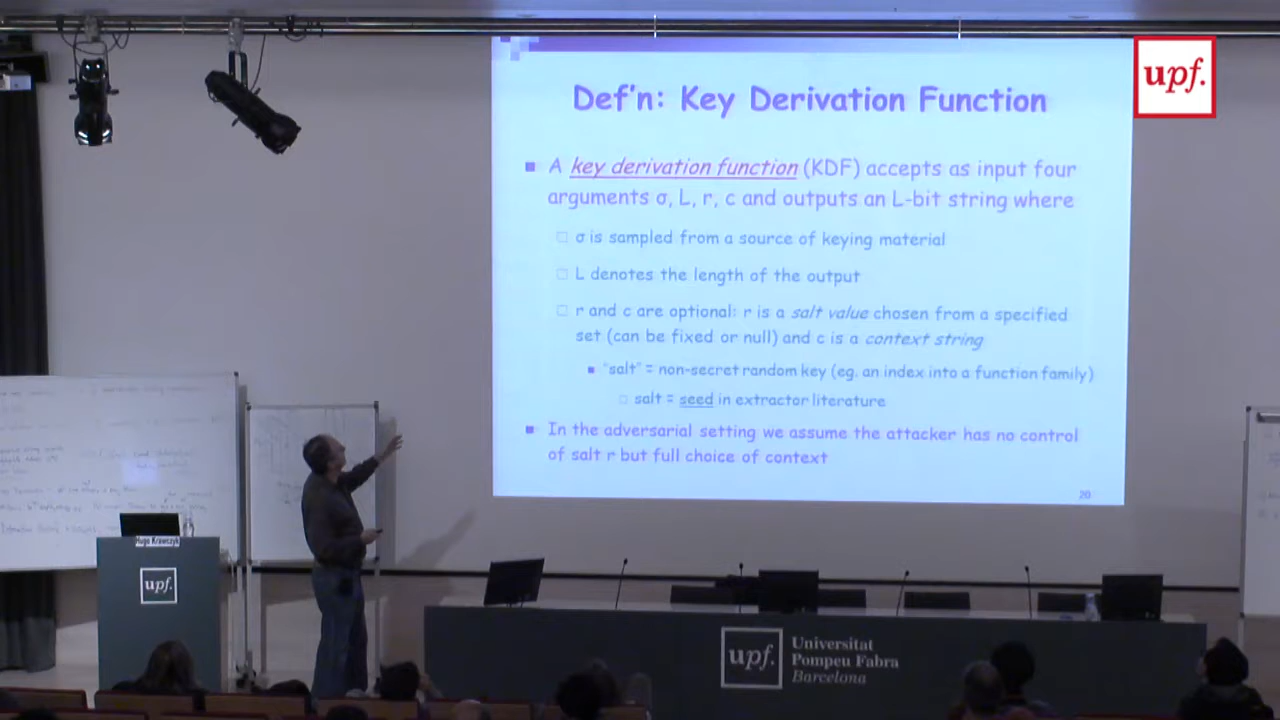 upf.
Def'n: Key Derivation Function
A key derivation function (KDF) accepts as input four
arguments σ, L, r, c and outputs an L-bit string where
σ is sampled from a source of keying material
L denotes the length of the output
r and c are optional: r is a salt value chosen from a specified
set (can be fixed or null) and c is a context string
"salt" = non-secret random key (eg. an index into a function family)
salt = seed in extractor literature
In the adversarial setting we assume the attacker has no control
of salt r but full choice of context
20
Hugo Krawczyk
upf.
upf.
Universitat
Pompeu Fabra
Barcelona